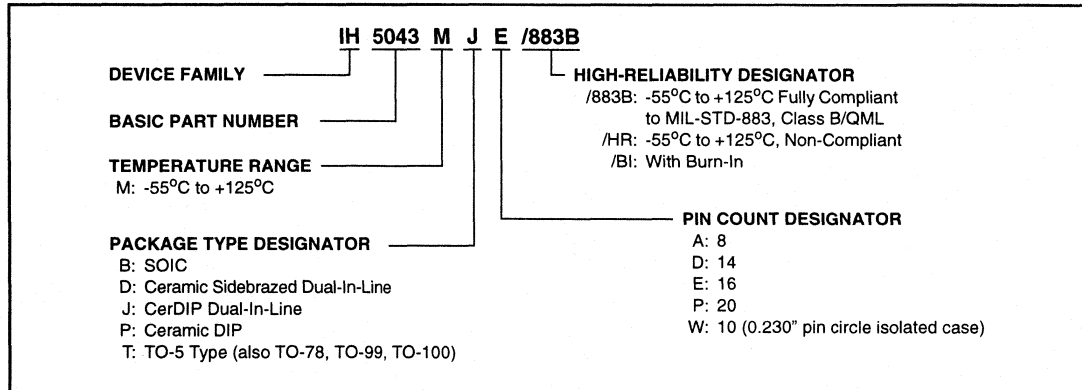 IH 5043 M J E /883B
DEVICE FAMILY
BASIC PART NUMBER
TEMPERATURE RANGE
M: -55°C to +125°C
PACKAGE TYPE DESIGNATOR
B: SOIC
D: Ceramic Sidebrazed Dual-In-Line
J: CerDIP Dual-In-Line
P: Ceramic DIP
T: TO-5 Type (also TO-78, TO-99, TO-100)
HIGH-RELIABILITY DESIGNATOR
/883B: -55°C to +125°C Fully Compliant
to MIL-STD-883, Class B/QML
/HR: -55°C to +125°C, Non-Compliant
/BI: With Burn-In
PIN COUNT DESIGNATOR
A: 8
D: 14
E: 16
P: 20
W: 10 (0.230" pin circle isolated case)